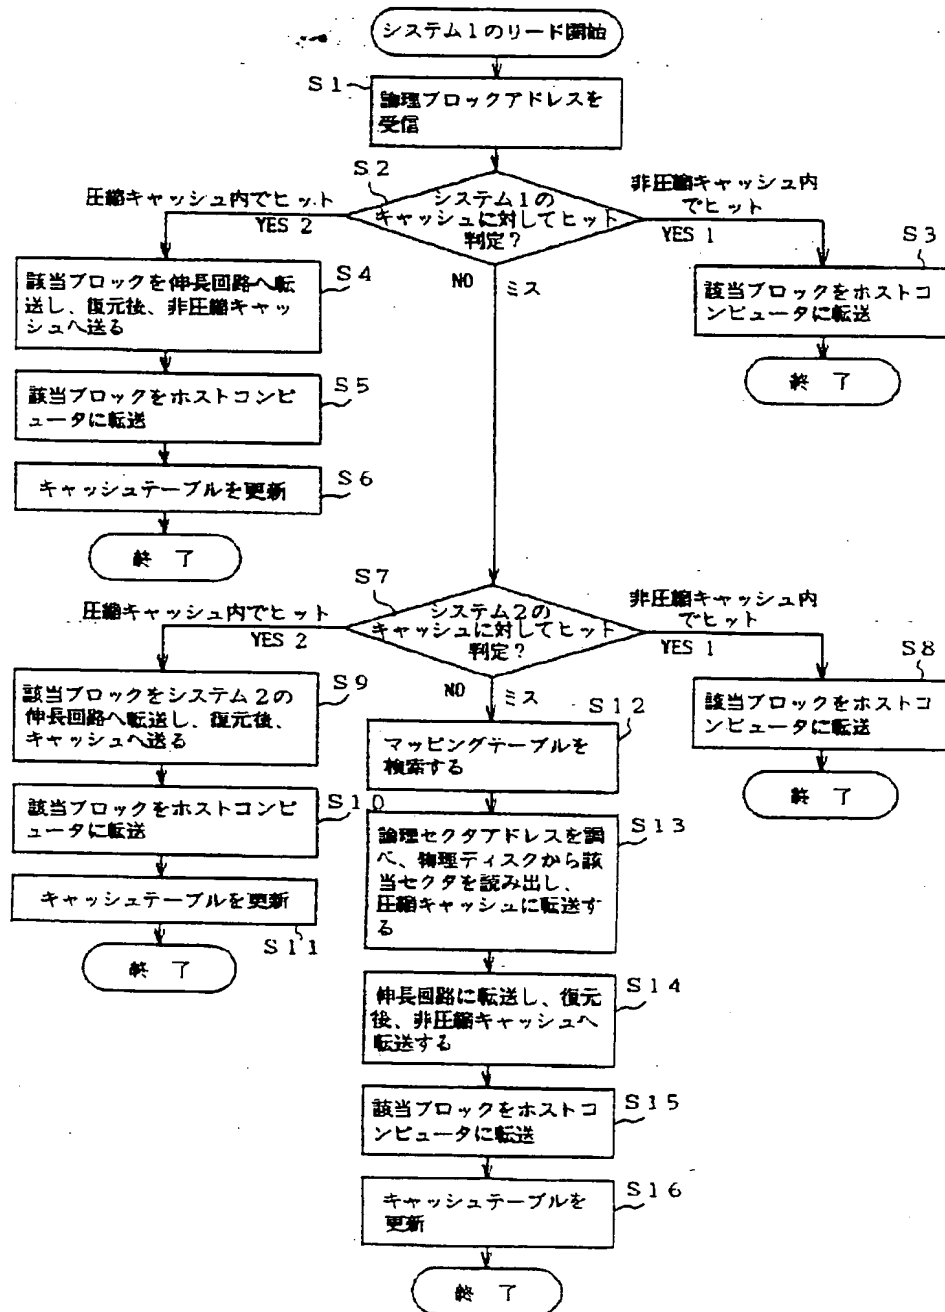 システム1のリード開始
S1
論理ブロックアドレスを
受信
S2
圧縮キャッシュ内でヒット
YES 2
システム1の
キャッシュに対してヒット
判定?
非圧縮キャッシュ内
でヒット
YES 1
NO
ミス
S3
該当ブロックをホストコ
ンピュータに転送
終了
S4
該当ブロックを伸長回路へ転
送し、復元後、非圧縮キャッ
シュへ送る
S5
該当ブロックをホストコンピ
ュータに転送
S6
キャッシュテーブルを更新
終了
S7
圧縮キャッシュ内でヒット
YES 2
システム2の
キャッシュに対してヒット
判定?
非圧縮キャッシュ内
でヒット
YES 1
NO
ミス
S8
該当ブロックをホストコ
ンピュータに転送
終了
S9
該当ブロックをシステム2の
伸長回路へ転送し、復元後、
キャッシュへ送る
S10
該当ブロックをホストコンピ
ュータに転送
キャッシュテーブルを更新
S11
終了
S12
マッピングテーブルを
検索する
S13
論理セクタアドレスを調
べ、物理ディスクから該
当セクタを読み出し、
圧縮キャッシュに転送す
る
S14
伸長回路に転送し、復元
後、非圧縮キャッシュへ
転送する
S15
該当ブロックをホストコ
ンピュータに転送
S16
キャッシュテーブルを
更新
終了